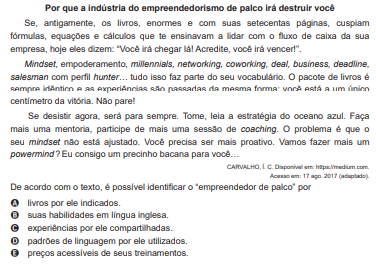 Por que a indústria do empreendedorismo de palco irá destruir você
Se, antigamente, os livros, enormes e com suas setecentas páginas, cuspiam
fórmulas, equações e cálculos que te ensinavam a lidar com o fluxo de caixa da sua
empresa, hoje eles dizem: “Você irá chegar lá! Acredite, você irá vencer!”.
Mindset, empoderamento, millennials, networking, coworking, deal, business, deadline,
salesman com perfil hunter… tudo isso faz parte do seu vocabulário. O pacote de livros é
sempre idêntico e as experiências são passadas da mesma forma: você está a um único
centímetro da vitória. Não pare!
Se desistir agora, será para sempre. Tome, leia a estratégia do oceano azul. Faça
mais uma mentoria, participe de mais uma sessão de coaching. O problema é que o
seu mindset não está ajustado. Você precisa ser mais proativo. Vamos fazer mais um
powermind? Eu consigo um precinho bacana para você…
CARVALHO, Í. C. Disponível em: https://medium.com.
Acesso em: 17 ago. 2017 (adaptado).
De acordo com o texto, é possível identificar o “empreendedor de palco” por
A livros por ele indicados.
B suas habilidades em língua inglesa.
C experiências por ele compartilhadas.
D padrões de linguagem por ele utilizados.
E preços acessíveis de seus treinamentos.